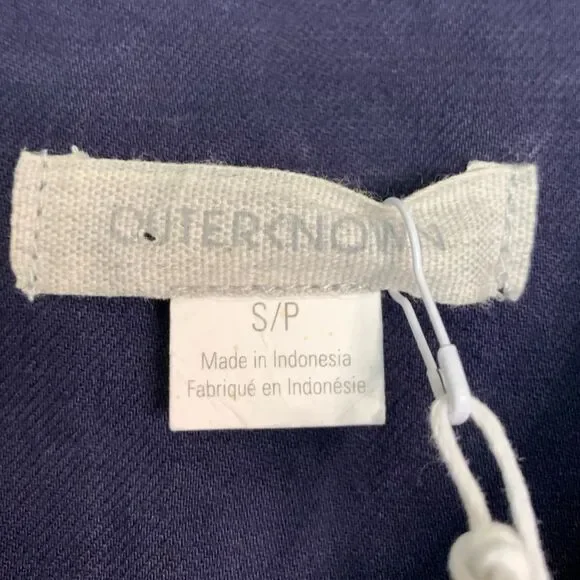 OUTERKNOWN
S/P
Made in Indonesia
Fabriqué en Indonésie